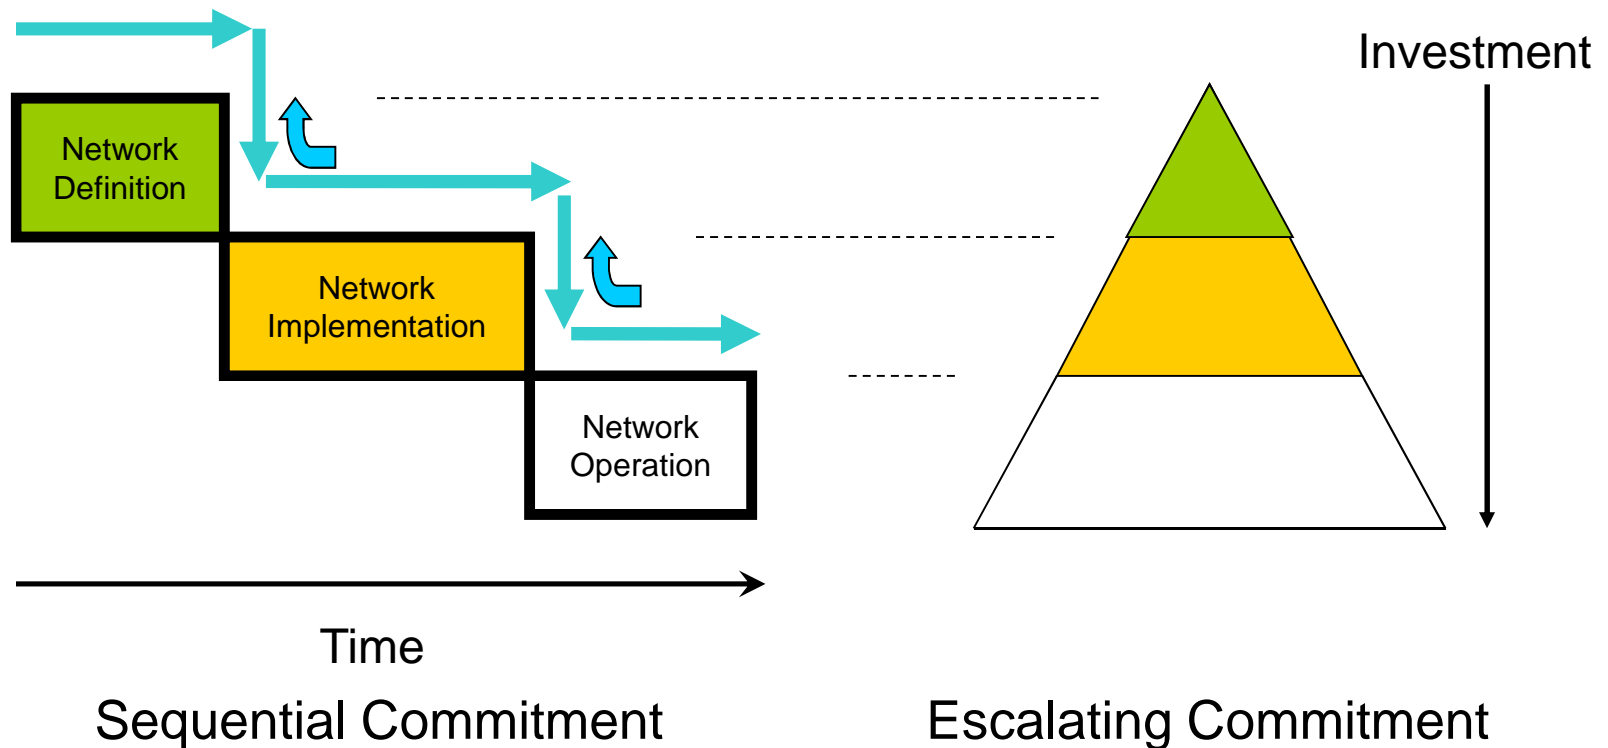 Investment
Network
Definition
Network
Implementation
Network
Operation
Time
Sequential Commitment
Escalating Commitment